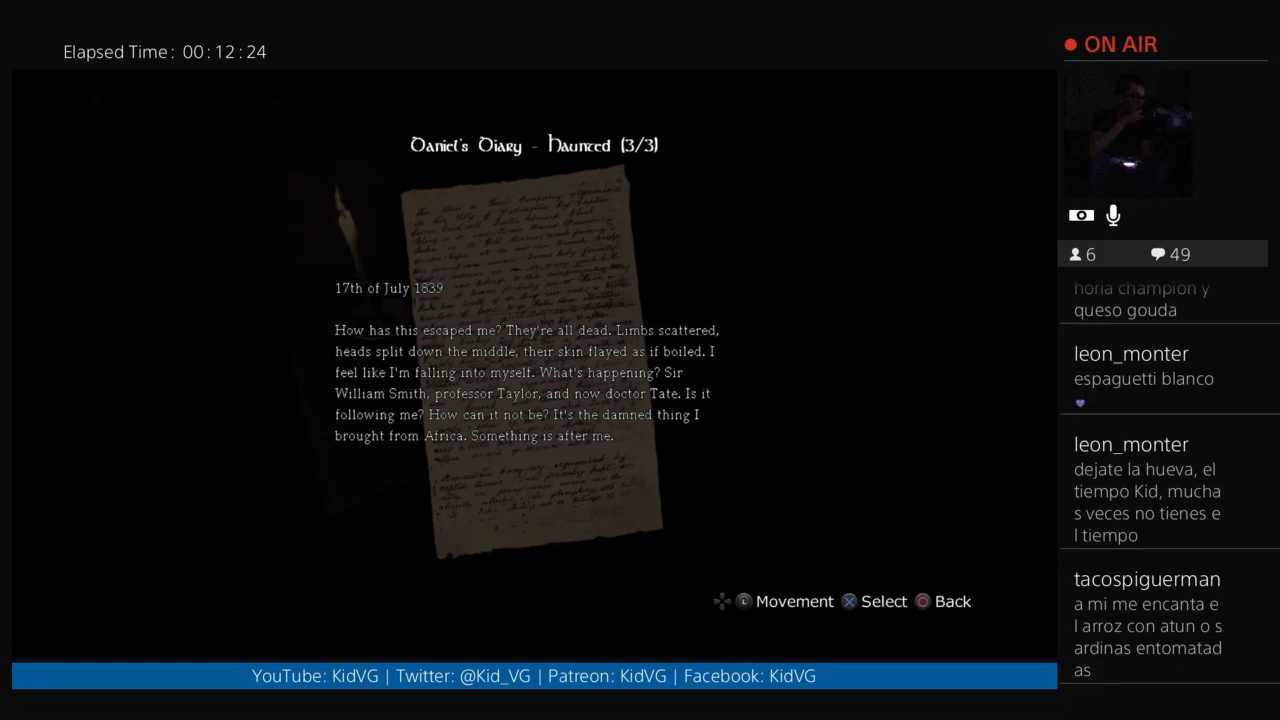 Elapsed Time: 00:12:24
ON AIR
Daniel's Diary - Haunted (3/3)
17th of July 1839
How has this escaped me? They're all dead. Limbs scattered,
heads split down the middle, their skin flayed as if boiled. I
feel like I'm falling into myself. What's happening? Sir
William Smith, professor Taylor, and now doctor Tate. Is it
following me? How can it not be? It's the damned thing I
brought from Africa. Something is after me.
L Movement Select Back
YouTube: KidVG | Twitter: @Kid_VG | Patreon: KidVG | Facebook: KidVG
6 49
horia champion y
queso gouda
leon_monter
espaguetti blanco
leon_monter
dejate la hueva, el
tiempo Kid, mucha
s veces no tienes e
l tiempo
tacospiguerman
a mi me encanta e
l arroz con atun o s
ardinas entomatad
as